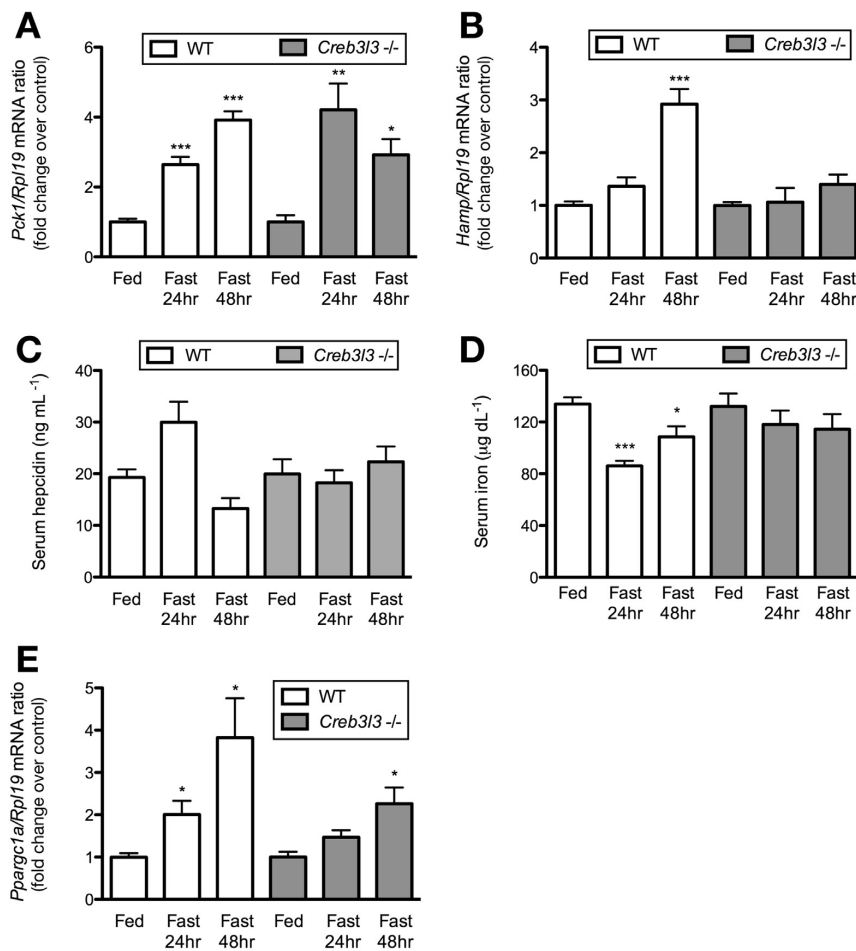 A
WT
Creb3l3 -/-
Pck1/Rpl19 mRNA ratio
(fold change over control)
6
4
2
0
***
***
**
*
Fed
Fast
24hr
Fast
48hr
Fed
Fast
24hr
Fast
48hr
B
WT
Creb3l3 -/-
Hamp/Rpl19 mRNA ratio
(fold change over control)
4
3
2
1
0
***
Fed
Fast
24hr
Fast
48hr
Fed
Fast
24hr
Fast
48hr
C
WT
Creb3l3 -/-
Serum hepcidin (ng mL⁻¹)
40
30
20
10
0
Fed
Fast
24hr
Fast
48hr
Fed
Fast
24hr
Fast
48hr
D
WT
Creb3l3 -/-
Serum iron (µg dL⁻¹)
160
120
80
40
0
***
*
Fed
Fast
24hr
Fast
48hr
Fed
Fast
24hr
Fast
48hr
E
WT
Creb3l3 -/-
Ppargc1a/Rpl19 mRNA ratio
(fold change over control)
5
4
3
2
1
0
*
*
*
Fed
Fast
24hr
Fast
48hr
Fed
Fast
24hr
Fast
48hr